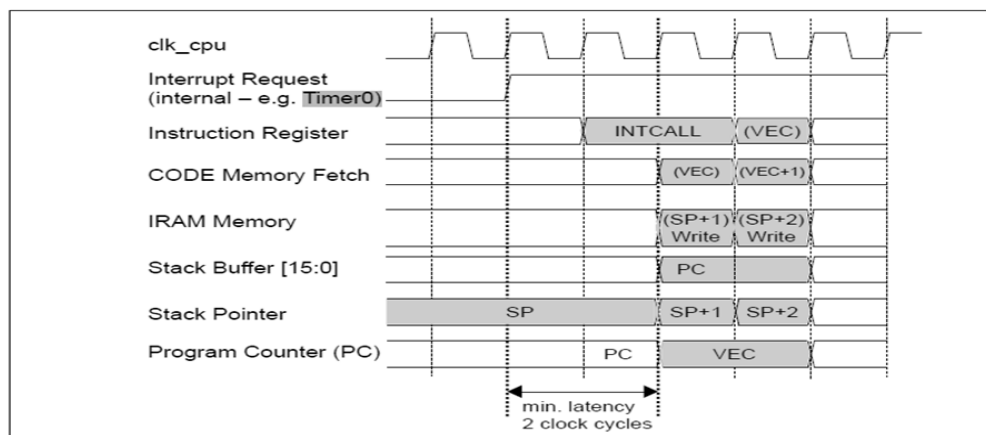 clk_cpu
Interrupt Request
(internal – e.g. Timer0)
Instruction Register
INTCALL
(VEC)
CODE Memory Fetch
(VEC)
(VEC+1)
IRAM Memory
(SP+1)
Write
(SP+2)
Write
Stack Buffer [15:0]
PC
Stack Pointer
SP
SP+1
SP+2
Program Counter (PC)
PC
VEC
min. latency
2 clock cycles